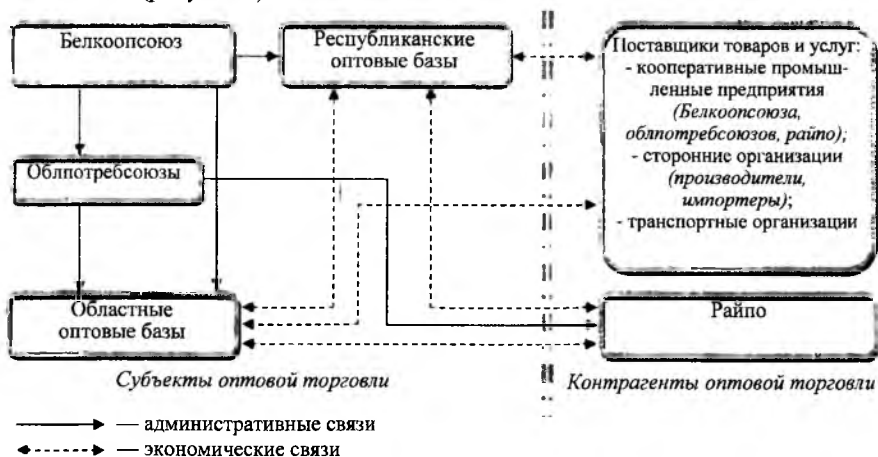 Белкоопсоюз
Республиканские
оптовые базы
Поставщики товаров и услуг:
- кооперативные промыш-
ленные предприятия
(Белкоопсоюза,
облпотребсоюзов, райпо);
- сторонние организации
(производители,
импортеры);
- транспортные организации
Облпотребсоюзы
Областные
оптовые базы
Райпо
Субъекты оптовой торговли
Контрагенты оптовой торговли
— административные связи
— экономические связи